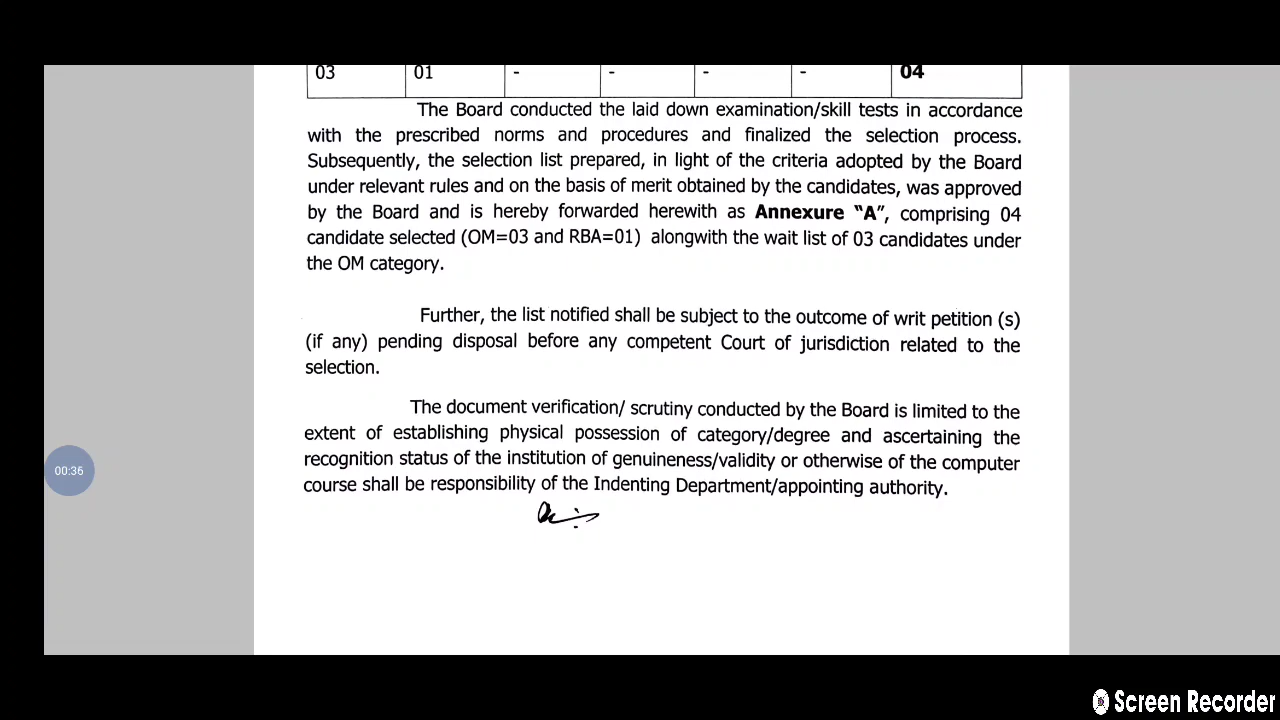 03 01 - - - - 04
The Board conducted the laid down examination/skill tests in accordance
with the prescribed norms and procedures and finalized the selection process.
Subsequently, the selection list prepared, in light of the criteria adopted by the Board
under relevant rules and on the basis of merit obtained by the candidates, was approved
by the Board and is hereby forwarded herewith as Annexure "A", comprising 04
candidate selected (OM=03 and RBA=01) alongwith the wait list of 03 candidates under
the OM category.
Further, the list notified shall be subject to the outcome of writ petition (s)
(if any) pending disposal before any competent Court of jurisdiction related to the
selection.
The document verification/ scrutiny conducted by the Board is limited to the
extent of establishing physical possession of category/degree and ascertaining the
recognition status of the institution of genuineness/validity or otherwise of the computer
course shall be responsibility of the Indenting Department/appointing authority.
00:36
Screen Recorder